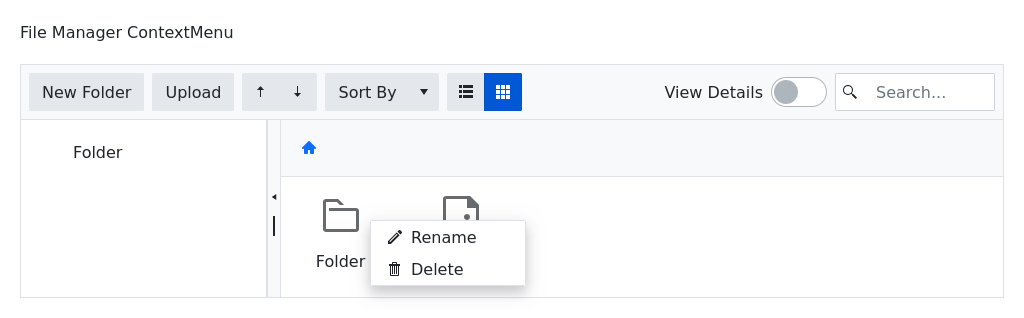 File Manager ContextMenu
New Folder Upload Sort By View Details Search...
Folder
Folder
Rename
Delete